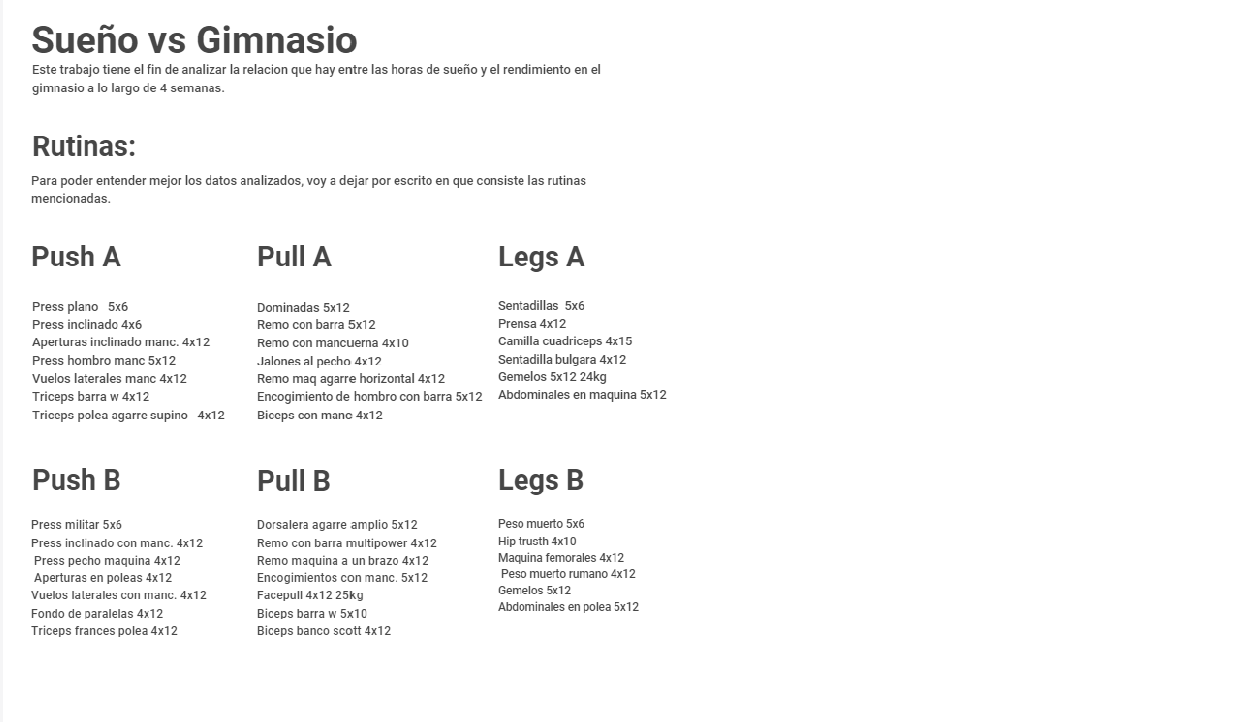 Sueño vs Gimnasio
Este trabajo tiene el fin de analizar la relacion que hay entre las horas de sueño y el rendimiento en el
gimnasio a lo largo de 4 semanas.
Rutinas:
Para poder entender mejor los datos analizados, voy a dejar por escrito en que consiste las rutinas
mencionadas.
Push A
Press plano 5x6
Press inclinado 4x6
Aperturas inclinado manc. 4x12
Press hombro manc 5x12
Vuelos laterales manc 4x12
Triceps barra w 4x12
Triceps polea agarre supino 4x12
Pull A
Dominadas 5x12
Remo con barra 5x12
Remo con mancuerna 4x10
Jalones al pecho 4x12
Remo maq agarre horizontal 4x12
Encogimiento de hombro con barra 5x12
Biceps con manc 4x12
Legs A
Sentadillas 5x6
Prensa 4x12
Camilla cuadriceps 4x15
Sentadilla bulgara 4x12
Gemelos 5x12 24kg
Abdominales en maquina 5x12
Push B
Press militar 5x6
Press inclinado con manc. 4x12
Press pecho maquina 4x12
Aperturas en poleas 4x12
Vuelos laterales con manc. 4x12
Fondo de paralelas 4x12
Triceps frances polea 4x12
Pull B
Dorsalera agarre amplio 5x12
Remo con barra multipower 4x12
Remo maquina a un brazo 4x12
Encogimientos con manc. 5x12
Facepull 4x12 25kg
Biceps barra w 5x10
Biceps banco scott 4x12
Legs B
Peso muerto 5x6
Hip trusth 4x10
Maquina femorales 4x12
Peso muerto rumano 4x12
Gemelos 5x12
Abdominales en polea 5x12